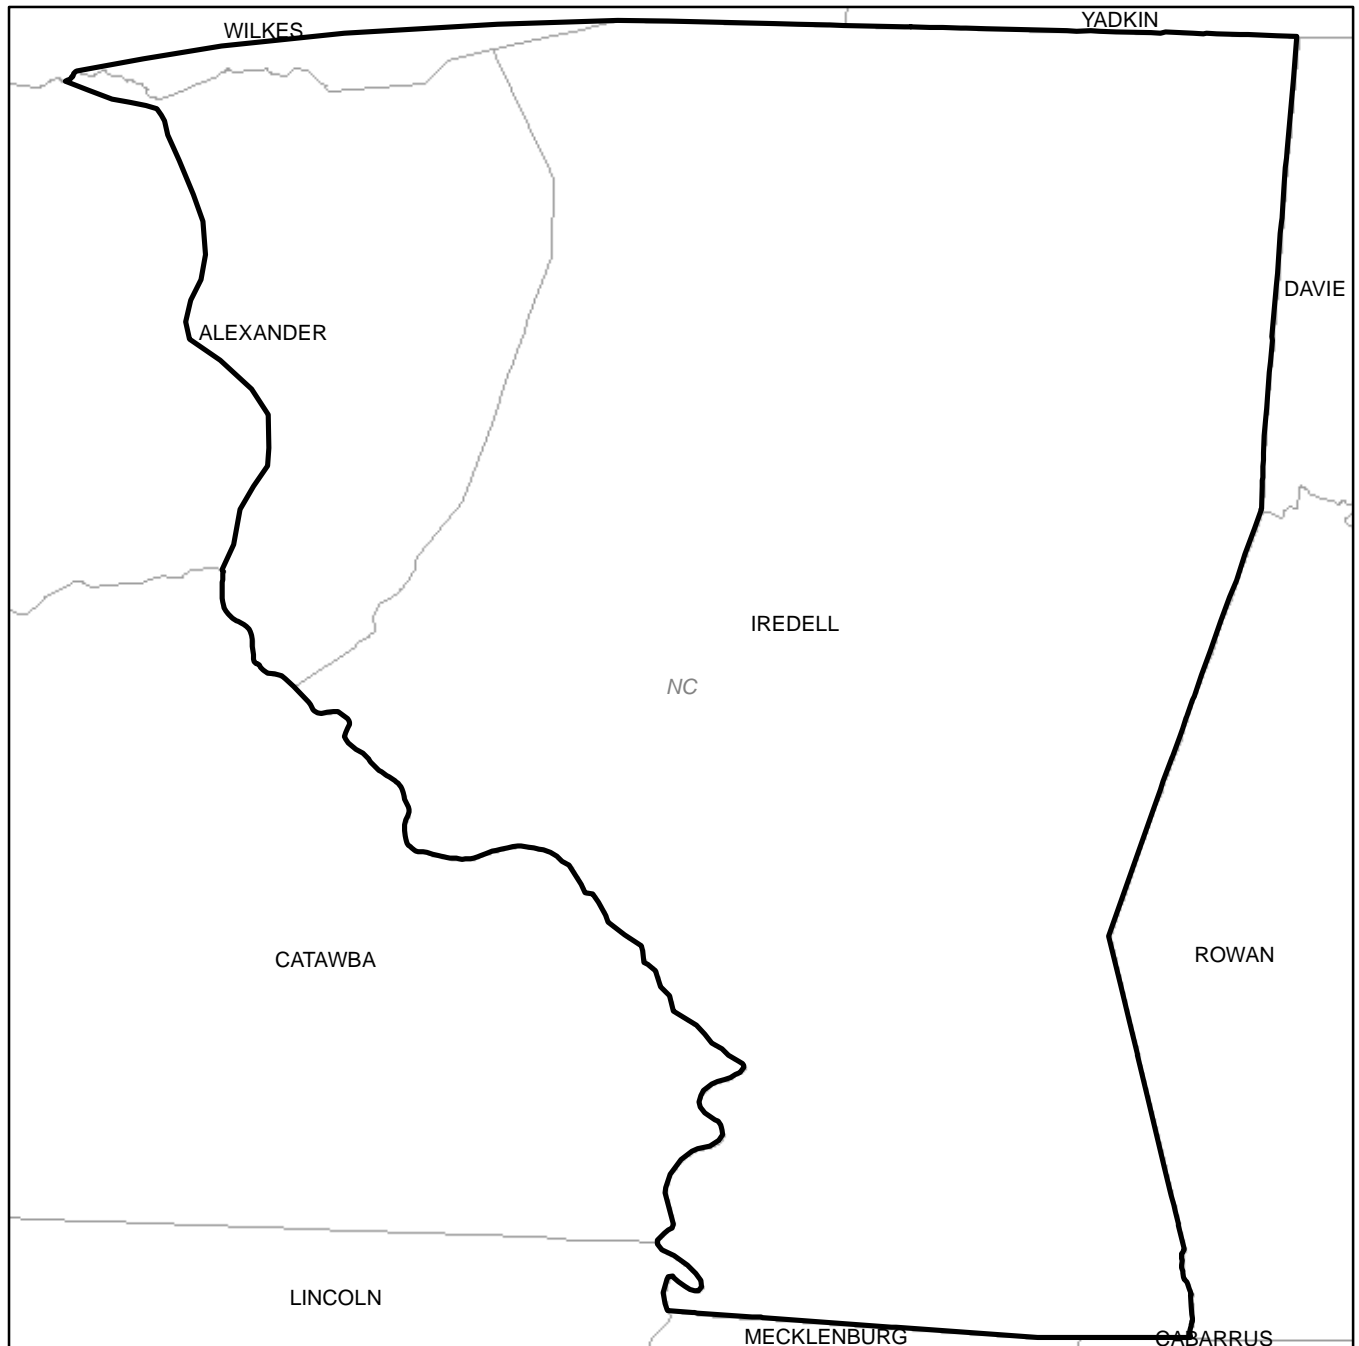 YADKIN
WILKES
DAVIE
ALEXANDER
IREDELL
NC
ROWAN
CATAWBA
LINCOLN
MECKLENBURG
CABARRUS